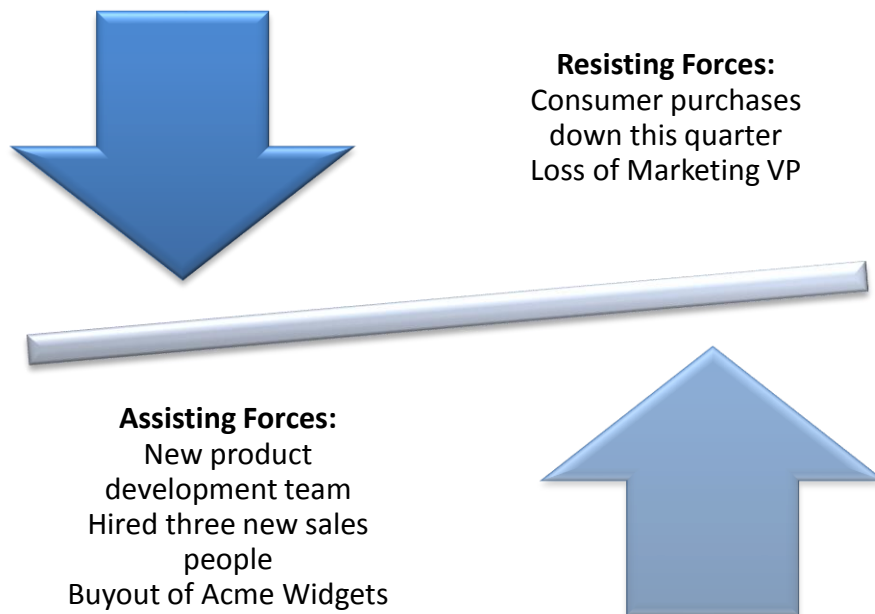 Resisting Forces:
Consumer purchases
down this quarter
Loss of Marketing VP
Assisting Forces:
New product
development team
Hired three new sales
people
Buyout of Acme Widgets